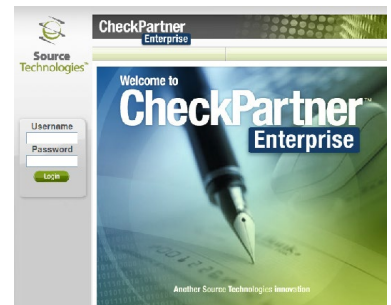 Source
Technologies™
CheckPartner
Enterprise
Username
Password
Login
Welcome to
CheckPartner™
Enterprise
Another Source Technologies innovation